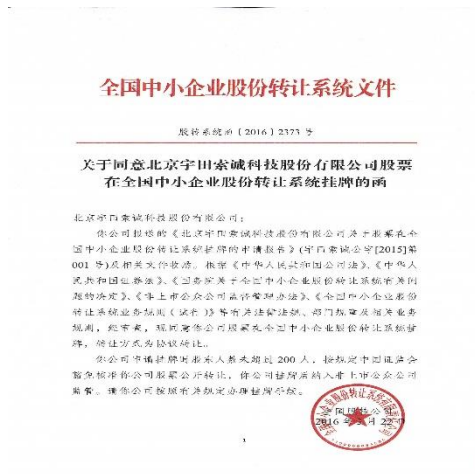 全国中小企业股份转让系统文件
股转系统函〔2016〕2373 号
关于同意北京宇田索诚科技股份有限公司股票
在全国中小企业股份转让系统挂牌的函
北京宇田索诚科技股份有限公司：
你公司报送的《北京宇田索诚科技股份有限公司关于股票在全
国中小企业股份转让系统挂牌的申请报告》(宇田索诚公字[2015]第
001 号)及相关文件收悉。根据《中华人民共和国公司法》、《中华人
民共和国证券法》、《国务院关于全国中小企业股份转让系统有关问
题的决定》、《非上市公众公司监督管理办法》、《全国中小企业股份
转让系统业务规则（试行）》等有关法律法规、部门规章及相关业务
规则，经审查，现同意你公司股票在全国中小企业股份转让系统挂
牌，转让方式为协议转让。
你公司申请挂牌时股东人数未超过 200 人，按规定中国证监会
豁免核准你公司股票公开转让，你公司挂牌后纳入非上市公众公司
监管。请你公司按照有关规定办理挂牌手续。
2016 年 月 22 日
1